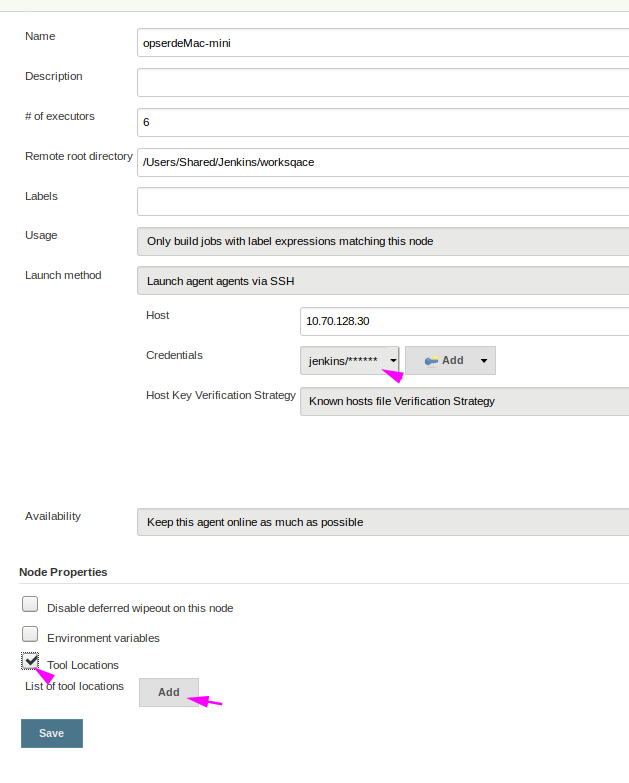 Name
opserdeMac-mini
Description
# of executors
6
Remote root directory
/Users/Shared/Jenkins/worksqace
Labels
Usage
Only build jobs with label expressions matching this node
Launch method
Launch agent agents via SSH
Host
10.70.128.30
Credentials
jenkins/******
Add
Host Key Verification Strategy
Known hosts file Verification Strategy
Availability
Keep this agent online as much as possible
Node Properties
Disable deferred wipeout on this node
Environment variables
Tool Locations
List of tool locations
Add
Save